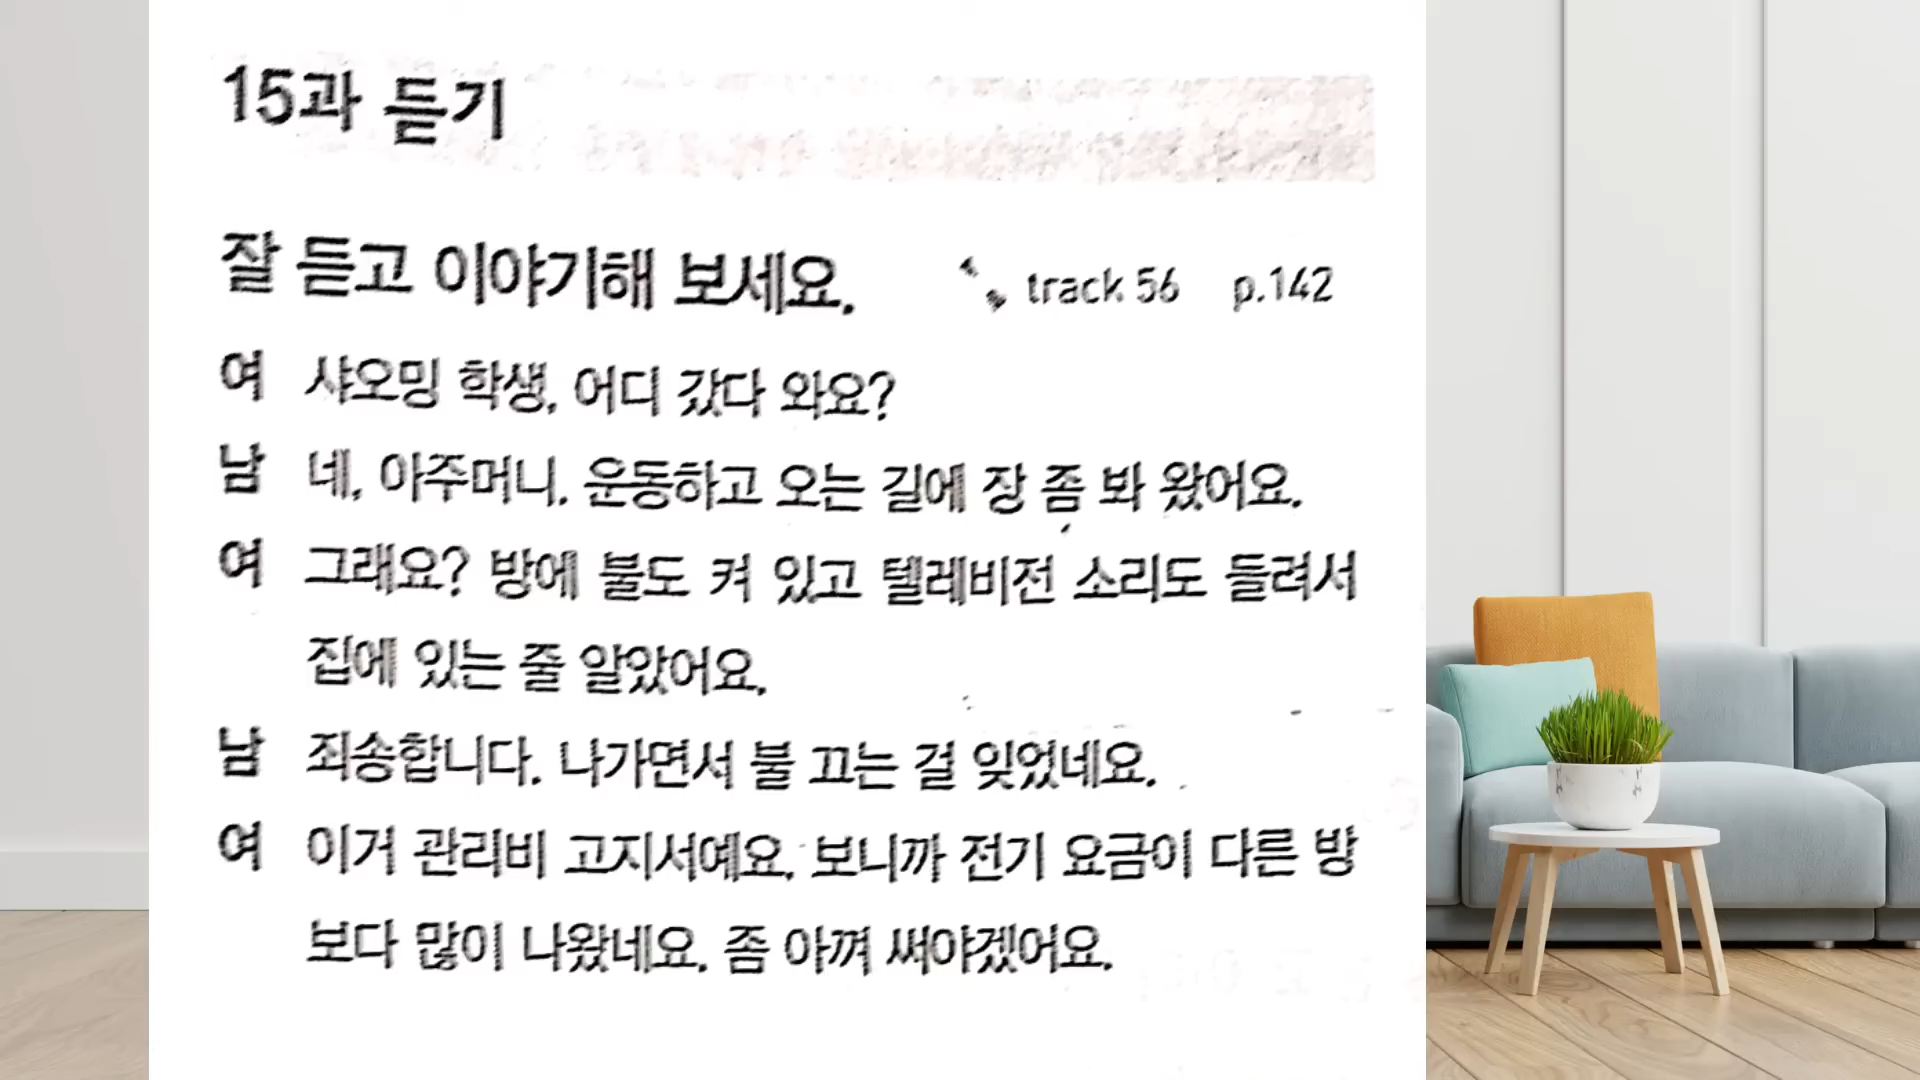 15과 듣기
잘 듣고 이야기해 보세요. track 56 p.142
여 샤오밍 학생, 어디 갔다 와요?
남 네, 아주머니. 운동하고 오는 길에 장 좀 봐 왔어요.
여 그래요? 방에 불도 켜 있고 텔레비전 소리도 들려서
집에 있는 줄 알았어요.
남 죄송합니다. 나가면서 불 끄는 걸 잊었네요.
여 이거 관리비 고지서예요. 보니까 전기 요금이 다른 방
보다 많이 나왔네요. 좀 아껴 써야겠어요.